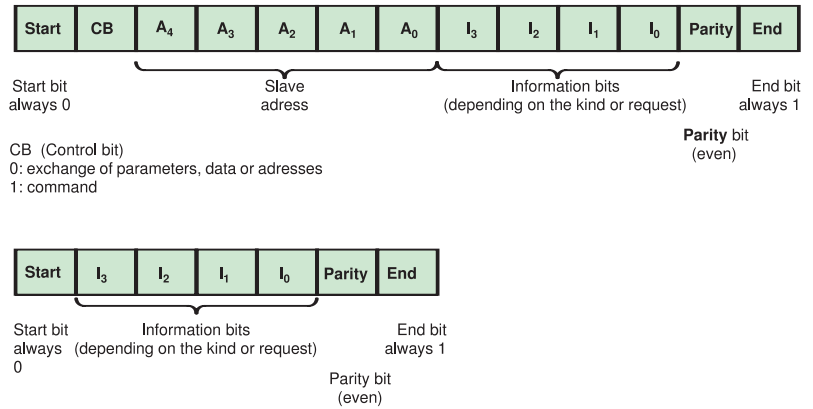 Start CB A₄ A₃ A₂ A₁ A₀ I₃ I₂ I₁ I₀ Parity End
Start bit
always 0
Slave
adress
Information bits
(depending on the kind or request)
End bit
always 1
Parity bit
(even)
CB (Control bit)
0: exchange of parameters, data or adresses
1: command
Start I₃ I₂ I₁ I₀ Parity End
Start bit
always
0
Information bits
(depending on the kind or request)
End bit
always 1
Parity bit
(even)